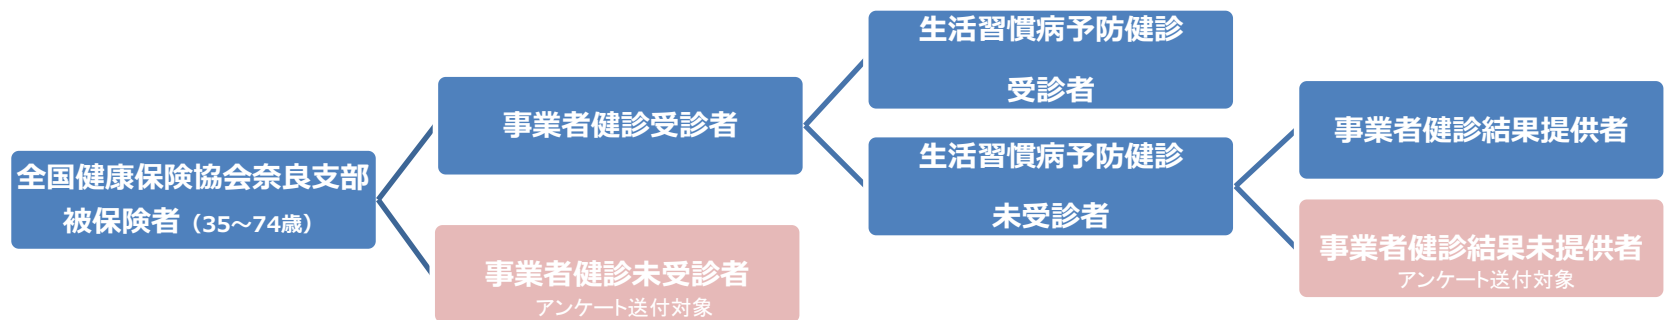 全国健康保険協会奈良支部
被保険者（35～74歳）
事業者健診受診者
事業者健診未受診者
アンケート送付対象
生活習慣病予防健診
受診者
生活習慣病予防健診
未受診者
事業者健診結果提供者
事業者健診結果未提供者
アンケート送付対象